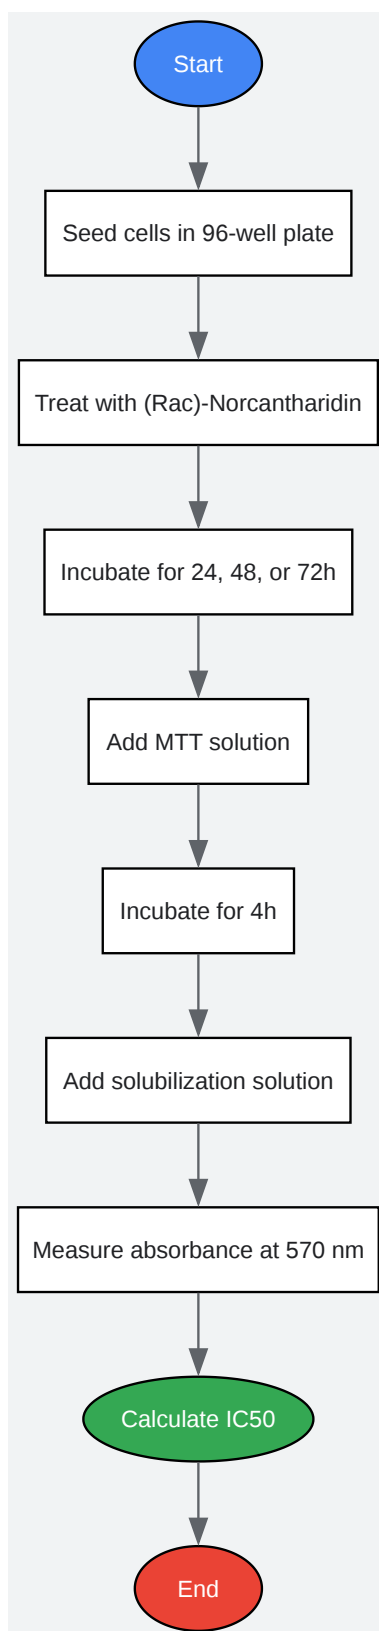 Start
Seed cells in 96-well plate
Treat with (Rac)-Norcantharidin
Incubate for 24, 48, or 72h
Add MTT solution
Incubate for 4h
Add solubilization solution
Measure absorbance at 570 nm
Calculate IC50
End